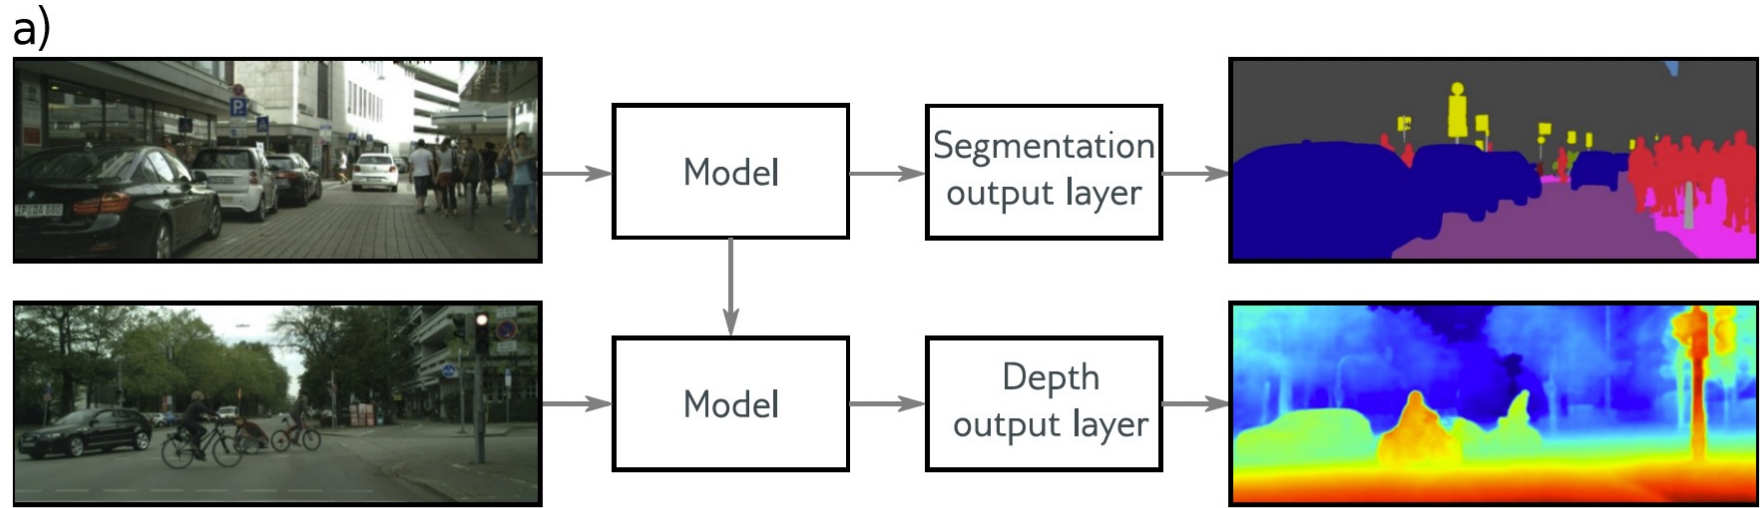 a)
Model
Segmentation
output layer
P
Model
Depth
output layer